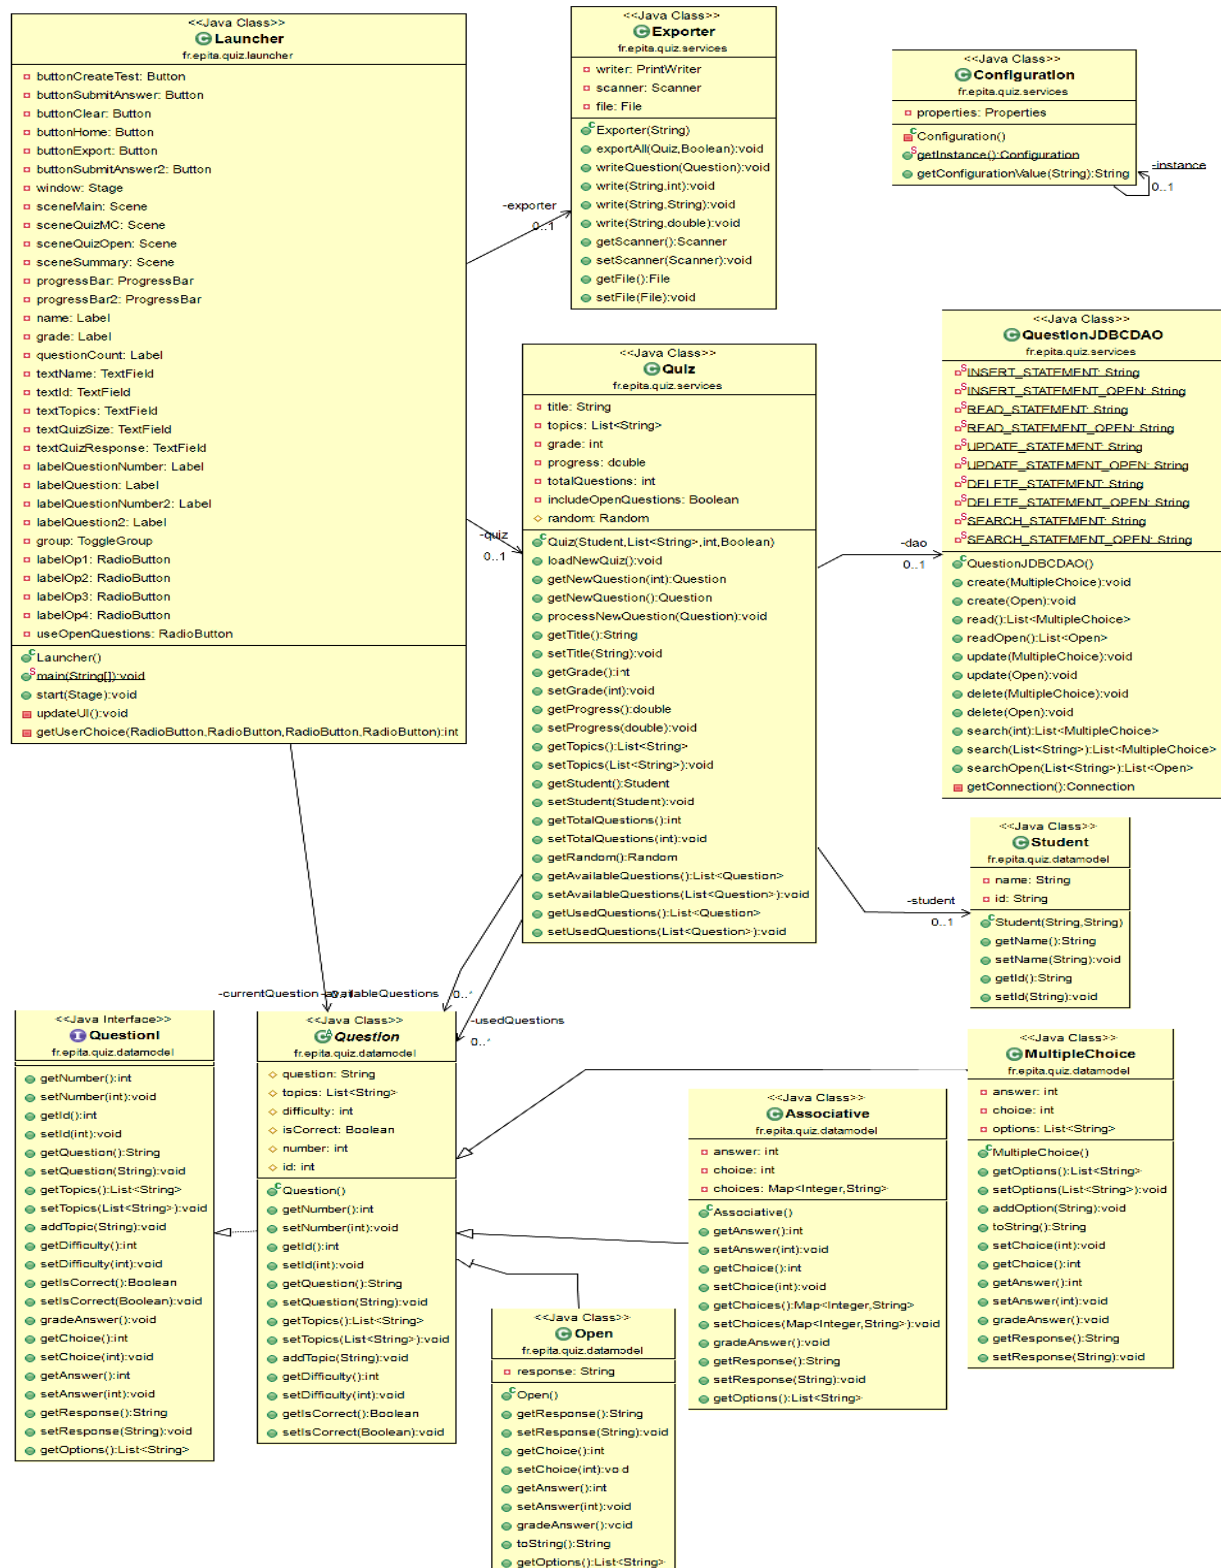 <<Java Class>>
Launcher
fr.epita.quiz.launcher
buttonCreateTest: Button
buttonSubmitAnswer: Button
buttonClear: Button
buttonHome: Button
buttonExport: Button
buttonSubmitAnswer2: Button
window: Stage
sceneMain: Scene
sceneQuizMC: Scene
sceneQuizOpen: Scene
sceneSummary: Scene
progressBar: ProgressBar
progressBar2: ProgressBar
name: Label
grade: Label
questionCount: Label
textName: TextField
textId: TextField
textTopics: TextField
textQuizSize: TextField
textQuizResponse: TextField
labelQuestionNumber: Label
labelQuestion: Label
labelQuestionNumber2: Label
labelQuestion2: Label
group: ToggleGroup
labelOp1: RadioButton
labelOp2: RadioButton
labelOp3: RadioButton
labelOp4: RadioButton
useOpenQuestions: RadioButton
Launcher()
main(String[]):void
start(Stage):void
updateUI():void
getUserChoice(RadioButton,RadioButton,RadioButton,RadioButton):int
<<Java Class>>
Exporter
fr.epita.quiz.services
writer: PrintWriter
scanner: Scanner
file: File
Exporter(String)
exportAll(Quiz,Boolean):void
writeQuestion(Question):void
write(String,int):void
write(String,String):void
write(String,double):void
getScanner():Scanner
setScanner(Scanner):void
getFile():File
setFile(File):void
-exporter
0..1
<<Java Class>>
Configuration
fr.epita.quiz.services
properties: Properties
Configuration()
getInstance():Configuration
getConfigurationValue(String):String
-instance
0..1
<<Java Class>>
Quiz
fr.epita.quiz.services
title: String
topics: List<String>
grade: int
progress: double
totalQuestions: int
includeOpenQuestions: Boolean
random: Random
Quiz(Student,List<String>,int,Boolean)
loadNewQuiz():void
getNewQuestion(int):Question
getNewQuestion():Question
processNewQuestion(Question):void
getTitle():String
setTitle(String):void
getGrade():int
setGrade(int):void
getProgress():double
setProgress(double):void
getTopics():List<String>
setTopics(List<String>):void
getStudent():Student
setStudent(Student):void
getTotalQuestions():int
setTotalQuestions(int):void
getRandom():Random
getAvailableQuestions():List<Question>
setAvailableQuestions(List<Question>):void
getUsedQuestions():List<Question>
setUsedQuestions(List<Question>):void
-quiz
0..1
<<Java Class>>
QuestionJDBCDAO
fr.epita.quiz.services
INSERT_STATEMENT: String
INSERT_STATEMENT_OPEN: String
READ_STATEMENT: String
READ_STATEMENT_OPEN: String
UPDATE_STATEMENT: String
UPDATE_STATEMENT_OPEN: String
DELETE_STATEMENT: String
DELETE_STATEMENT_OPEN: String
SEARCH_STATEMENT: String
SEARCH_STATEMENT_OPEN: String
QuestionJDBCDAO()
create(MultipleChoice):void
create(Open):void
read():List<MultipleChoice>
readOpen():List<Open>
update(MultipleChoice):void
update(Open):void
delete(MultipleChoice):void
delete(Open):void
search(int):List<MultipleChoice>
search(List<String>):List<MultipleChoice>
searchOpen(List<String>):List<Open>
getConnection():Connection
-dao
0..1
<<Java Class>>
Student
fr.epita.quiz.datamodel
name: String
id: String
Student(String,String)
getName():String
setName(String):void
getId():String
setId(String):void
-student
0..1
-currentQuestion
0..1
-availableQuestions
0..1
-usedQuestions
0..1
<<Java Interface>>
QuestionI
fr.epita.quiz.datamodel
getNumber():int
setNumber(int):void
getId():int
setId(int):void
getQuestion():String
setQuestion(String):void
getTopics():List<String>
setTopics(List<String>):void
addTopic(String):void
getDifficulty():int
setDifficulty(int):void
getIsCorrect():Boolean
setIsCorrect(Boolean):void
gradeAnswer():void
getChoice():int
setChoice(int):void
getAnswer():int
setAnswer(int):void
getResponse():String
setResponse(String):void
getOptions():List<String>
<<Java Class>>
Question
fr.epita.quiz.datamodel
question: String
topics: List<String>
difficulty: int
isCorrect: Boolean
number: int
id: int
Question()
getNumber():int
setNumber(int):void
getId():int
setId(int):void
getQuestion():String
setQuestion(String):void
getTopics():List<String>
setTopics(List<String>):void
addTopic(String):void
getDifficulty():int
setDifficulty(int):void
getIsCorrect():Boolean
setIsCorrect(Boolean):void
<<Java Class>>
Open
fr.epita.quiz.datamodel
response: String
Open()
getResponse():String
setResponse(String):void
getChoice():int
setChoice(int):void
getAnswer():int
setAnswer(int):void
gradeAnswer():void
toString():String
getOptions():List<String>
<<Java Class>>
Associative
fr.epita.quiz.datamodel
answer: int
choice: int
choices: Map<Integer,String>
Associative()
getAnswer():int
setAnswer(int):void
getChoice():int
setChoice(int):void
getChoices():Map<Integer,String>
setChoices(Map<Integer,String>):void
gradeAnswer():void
getResponse():String
setResponse(String):void
getOptions():List<String>
<<Java Class>>
MultipleChoice
fr.epita.quiz.datamodel
answer: int
choice: int
options: List<String>
MultipleChoice()
getOptions():List<String>
setOptions(List<String>):void
addOption(String):void
toString():String
setChoice(int):void
getChoice():int
getAnswer():int
setAnswer(int):void
gradeAnswer():void
getResponse():String
setResponse(String):void